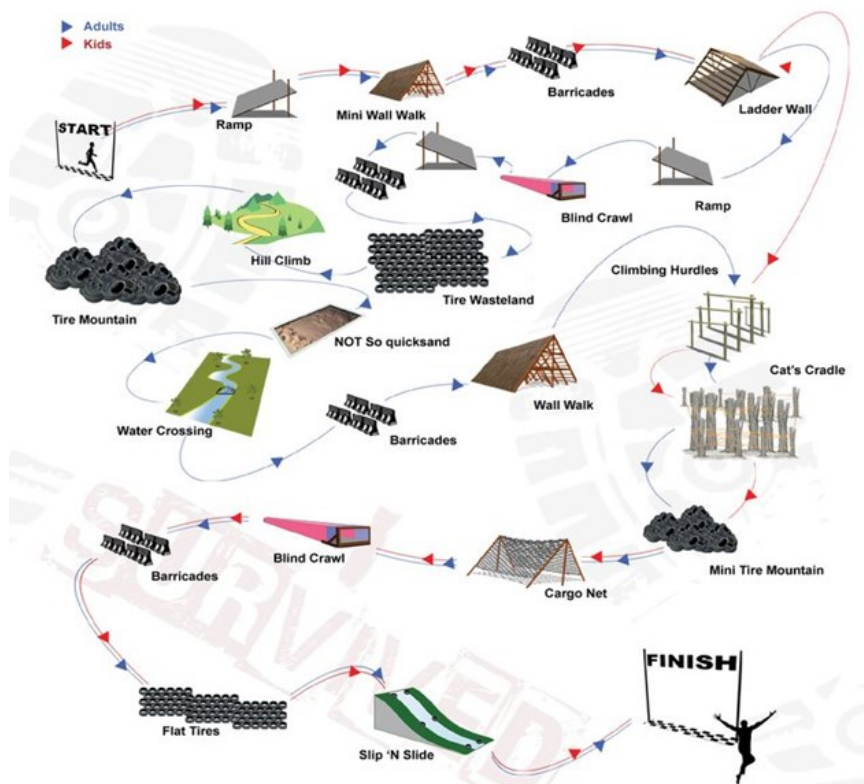 Adults
Kids
START
Ramp
Mini Wall Walk
Barricades
Ladder Wall
Blind Crawl
Ramp
Hill Climb
Tire Wasteland
Climbing Hurdles
Tire Mountain
NOT So quicksand
Cat's Cradle
Water Crossing
Barricades
Wall Walk
SURVIVED
Barricades
Blind Crawl
Cargo Net
Mini Tire Mountain
FINISH
Flat Tires
Slip 'N Slide